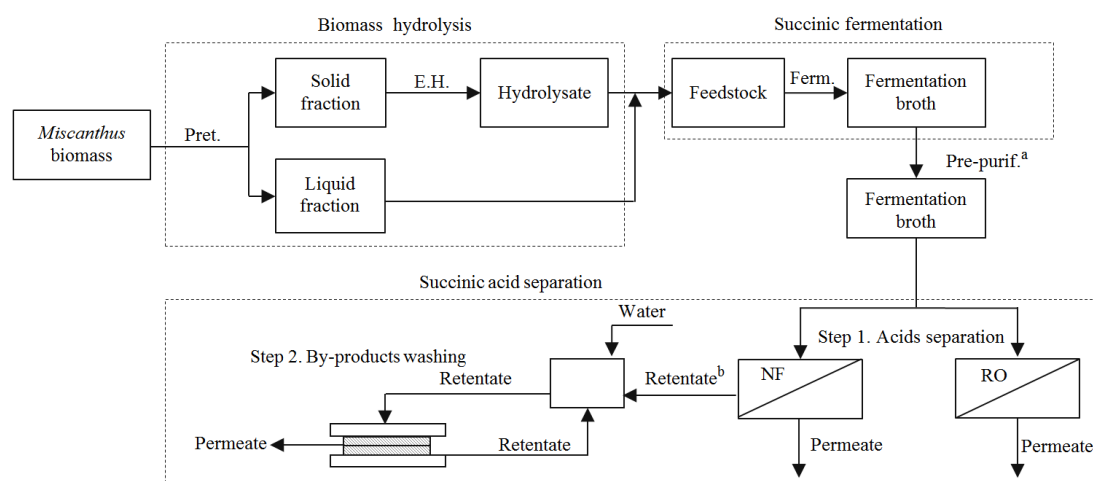 Biomass hydrolysis
Succinic fermentation
Solid
fraction
E.H.
Hydrolysate
Feedstock
Ferm.
Fermentation
broth
Miscanthus
biomass
Pret.
Liquid
fraction
Pre-purif.a
Fermentation
broth
Succinic acid separation
Water
Step 1. Acids separation
Step 2. By-products washing
Retentate
Retentateb
NF
RO
Permeate
Retentate
Permeate
Permeate